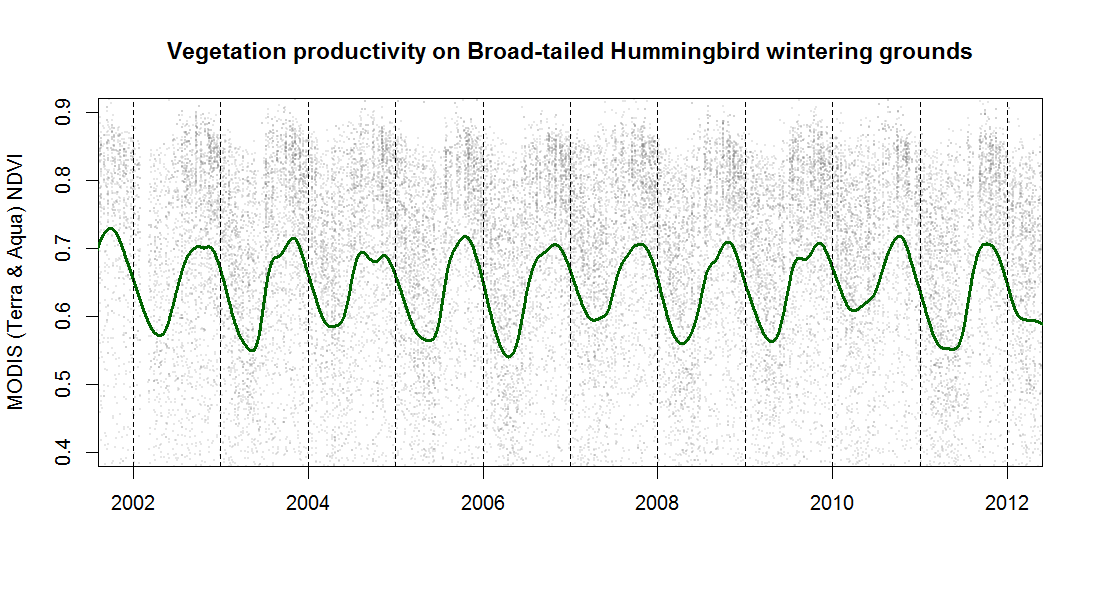 Vegetation productivity on Broad-tailed Hummingbird wintering grounds
MODIS (Terra & Aqua) NDVI
0.9
0.8
0.7
0.6
0.5
0.4
2002 2004 2006 2008 2010 2012